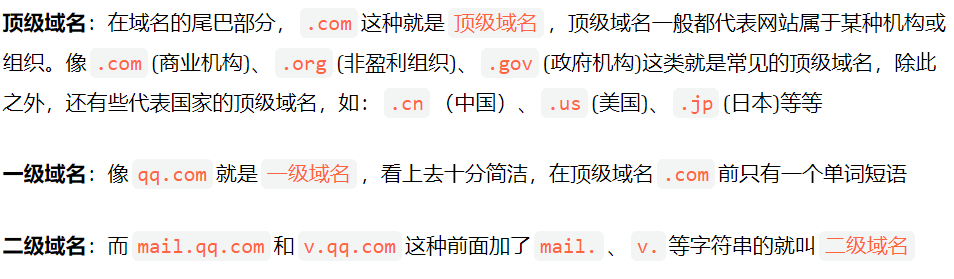 顶级域名：在域名的尾巴部分， .com 这种就是 顶级域名 ，顶级域名一般都代表网站属于某种机构或
组织。像 .com (商业机构)、 .org (非盈利组织)、 .gov (政府机构)这类就是常见的顶级域名，除此
之外，还有些代表国家的顶级域名，如： .cn （中国）、 .us (美国)、 .jp (日本)等等
一级域名：像 qq.com 就是 一级域名 ，看上去十分简洁，在顶级域名 .com 前只有一个单词短语
二级域名：而 mail.qq.com 和 v.qq.com 这种前面加了 mail. 、 v. 等字符串的就叫 二级域名